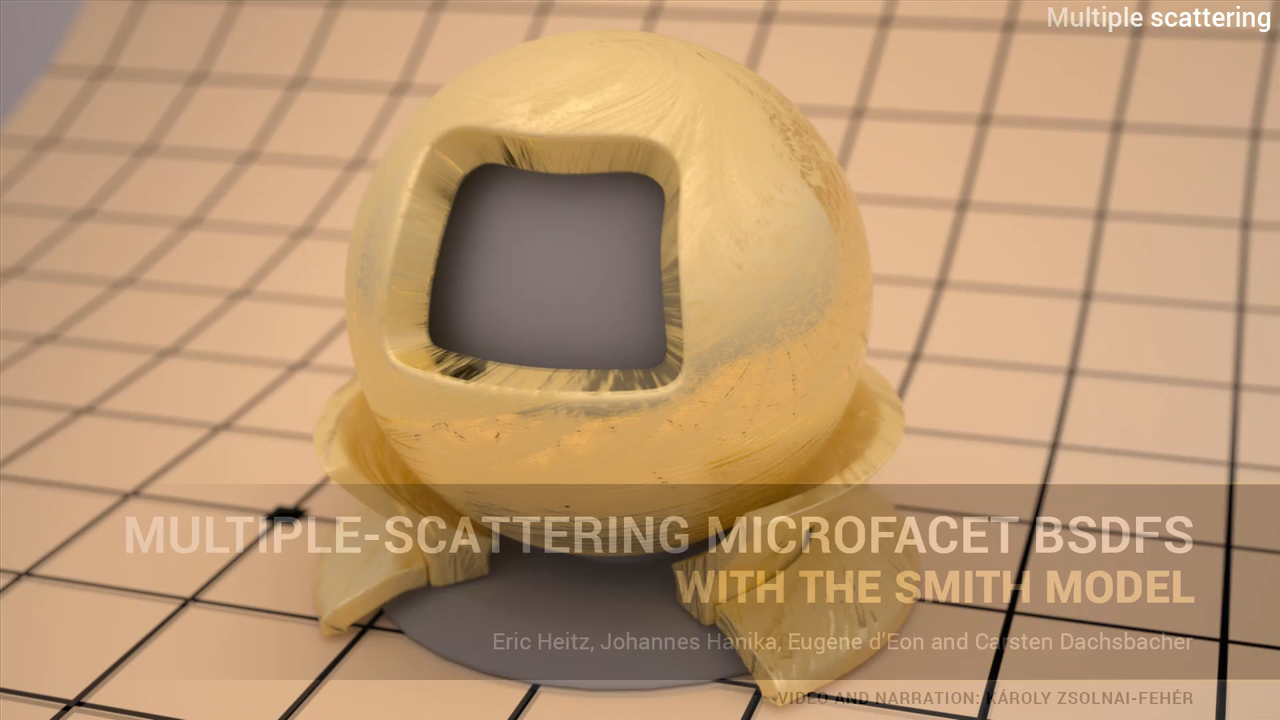 Multiple scattering
MULTIPLE-SCATTERING MICROFACET BSDFS
WITH THE SMITH MODEL
Eric Heitz, Johannes Hanika, Eugene d'Eon and Carsten Dachsbacher
VIDEO AND NARRATION: KÁROLY ZSOLNAI-FEHÉR